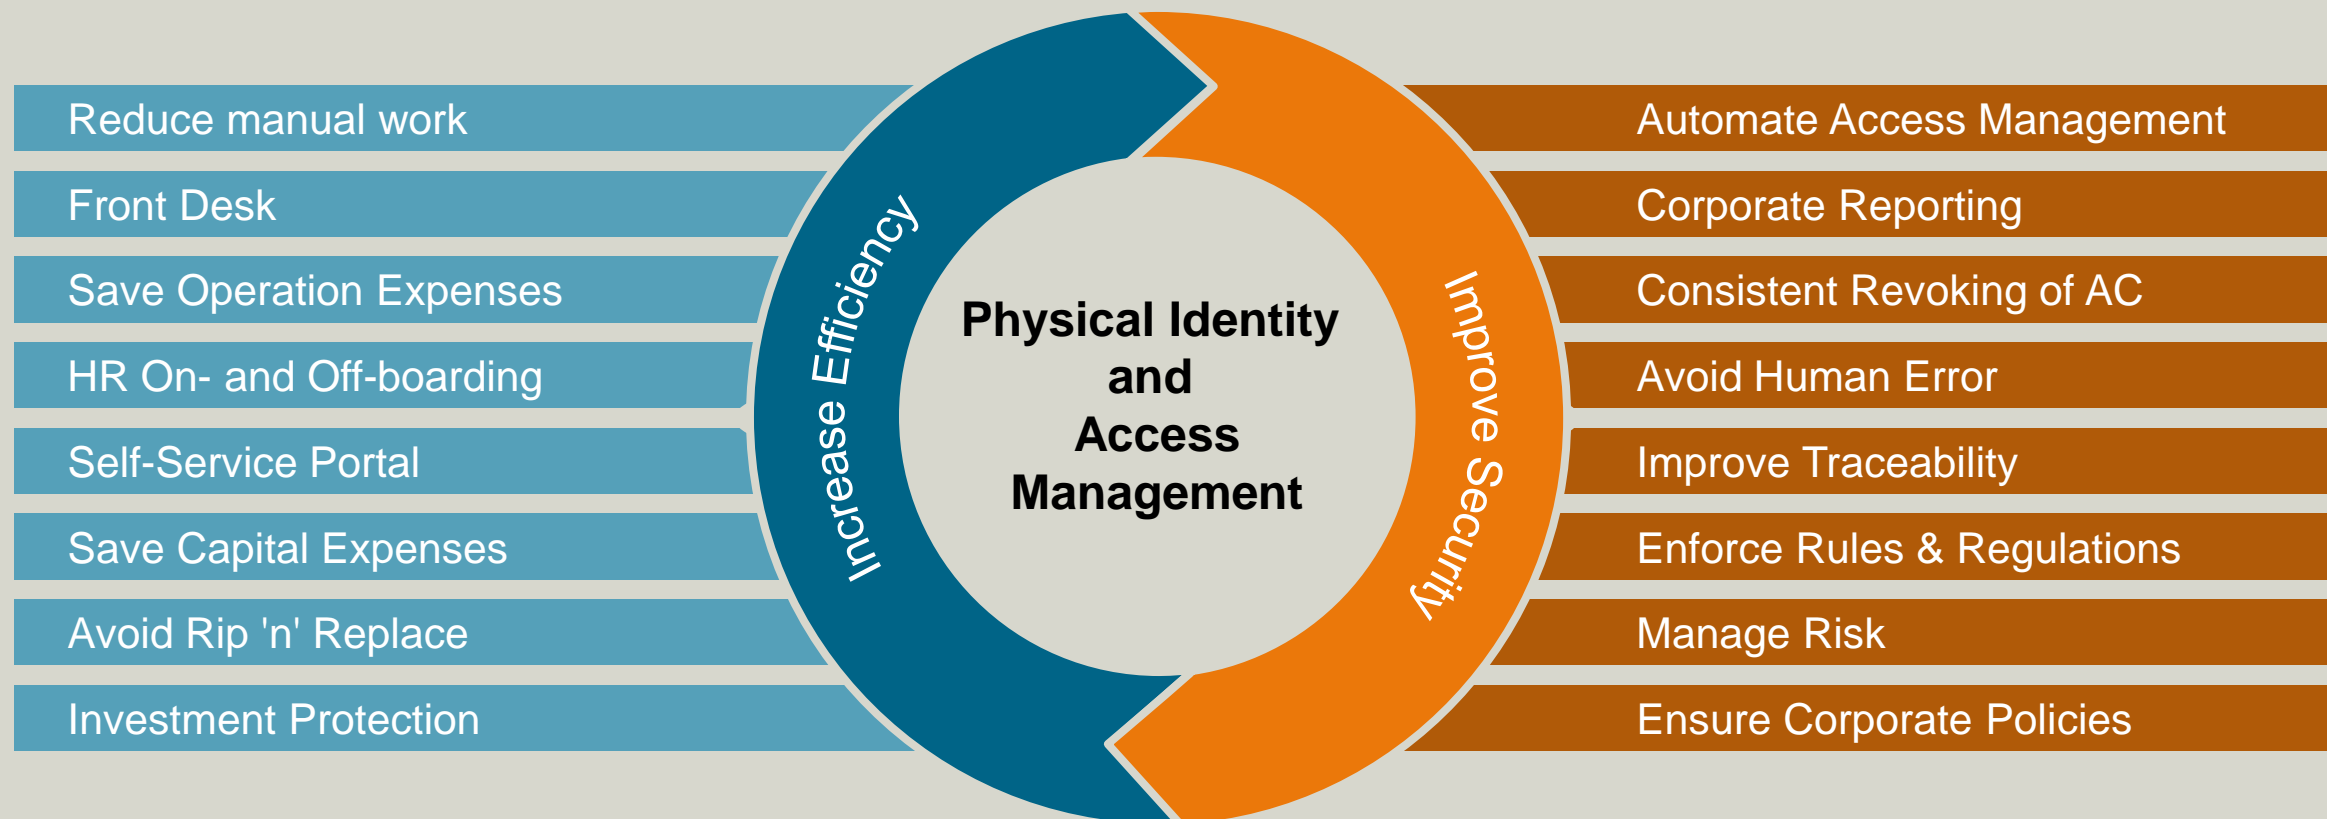 Reduce manual work
Front Desk
Save Operation Expenses
HR On- and Off-boarding
Self-Service Portal
Save Capital Expenses
Avoid Rip 'n' Replace
Investment Protection
Increase Efficiency
Physical Identity
and
Access
Management
Improve Security
Automate Access Management
Corporate Reporting
Consistent Revoking of AC
Avoid Human Error
Improve Traceability
Enforce Rules & Regulations
Manage Risk
Ensure Corporate Policies